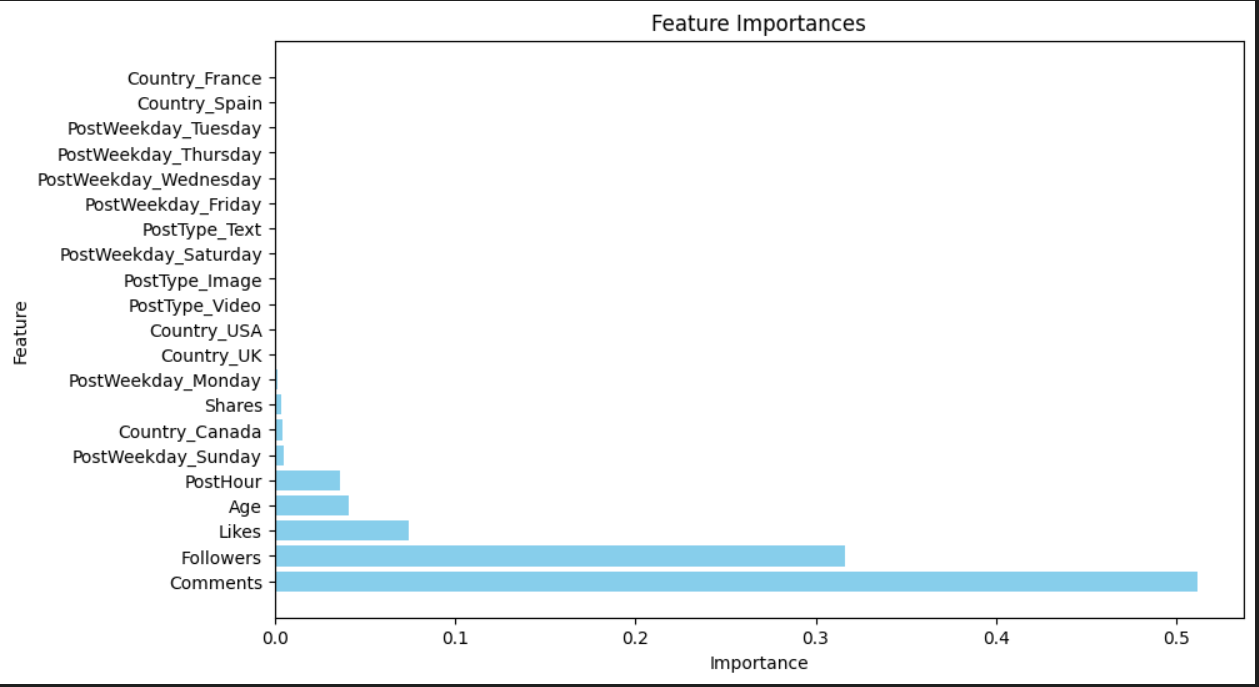 Feature Importances
Country_France
Country_Spain
PostWeekday_Tuesday
PostWeekday_Thursday
PostWeekday_Wednesday
PostWeekday_Friday
PostType_Text
PostWeekday_Saturday
PostType_Image
PostType_Video
Country_USA
Country_UK
PostWeekday_Monday
Shares
Country_Canada
PostWeekday_Sunday
PostHour
Age
Likes
Followers
Comments
Feature
0.0 0.1 0.2 0.3 0.4 0.5
Importance